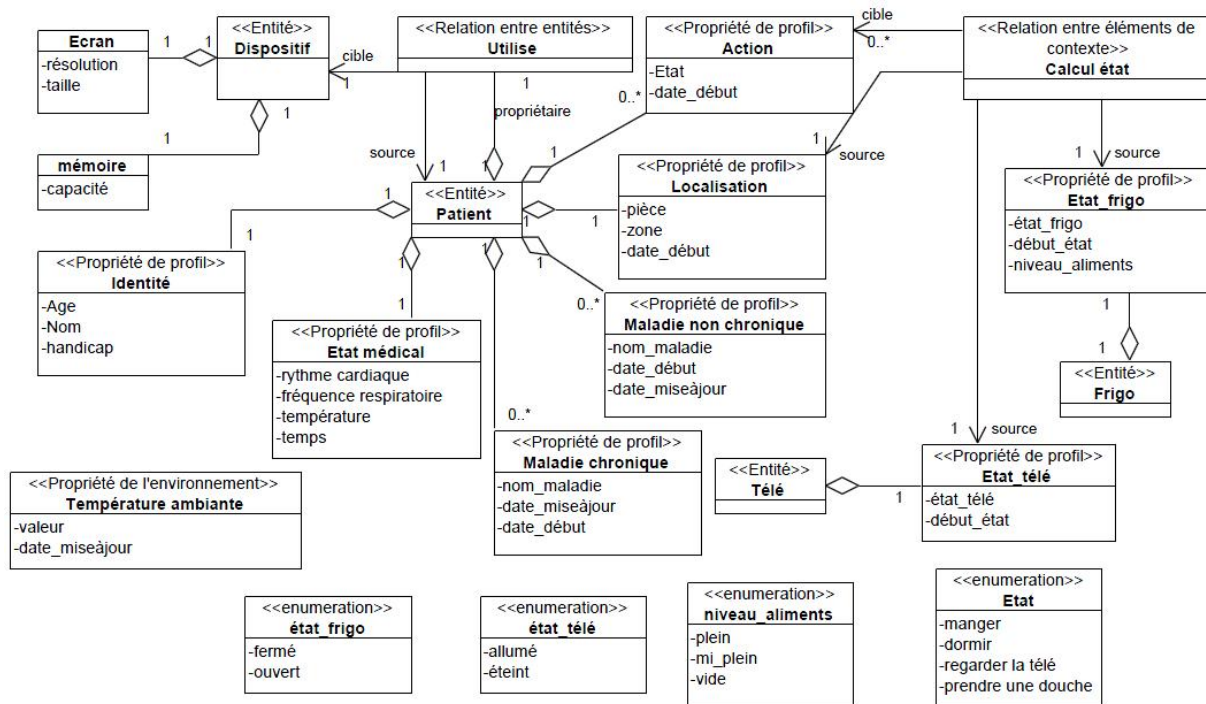 Ecran
-résolution
-taille
1
1
<<Entité>>
Dispositif
1
cible
1
<<Relation entre entités>>
Utilise
1
propriétaire
<<Propriété de profil>>
Action
-Etat
-date_début
0..*
cible
0..*
<<Relation entre éléments de
contexte>>
Calcul état
mémoire
-capacité
1
source
1
1
1
<<Entité>>
Patient
1
1
1
1
1
1
<<Propriété de profil>>
Localisation
-pièce
-zone
-date_début
1
1
source
1
source
<<Propriété de profil>>
Etat_frigo
-état_frigo
-début_état
-niveau_aliments
1
1
<<Entité>>
Frigo
1
<<Propriété de profil>>
Identité
-Age
-Nom
-handicap
1
<<Propriété de profil>>
Etat médical
-rythme cardiaque
-fréquence respiratoire
-température
-temps
0..*
<<Propriété de profil>>
Maladie non chronique
-nom_maladie
-date_début
-date_miseàjour
0..*
<<Propriété de profil>>
Maladie chronique
-nom_maladie
-date_miseàjour
-date_début
<<Entité>>
Télé
1
1
source
<<Propriété de profil>>
Etat_télé
-état_télé
-début_état
<<Propriété de l'environnement>>
Température ambiante
-valeur
-date_miseàjour
<<enumeration>>
état_frigo
-fermé
-ouvert
<<enumeration>>
état_télé
-allumé
-éteint
<<enumeration>>
niveau_aliments
-plein
-mi_plein
-vide
<<enumeration>>
Etat
-manger
-dormir
-regarder la télé
-prendre une douche